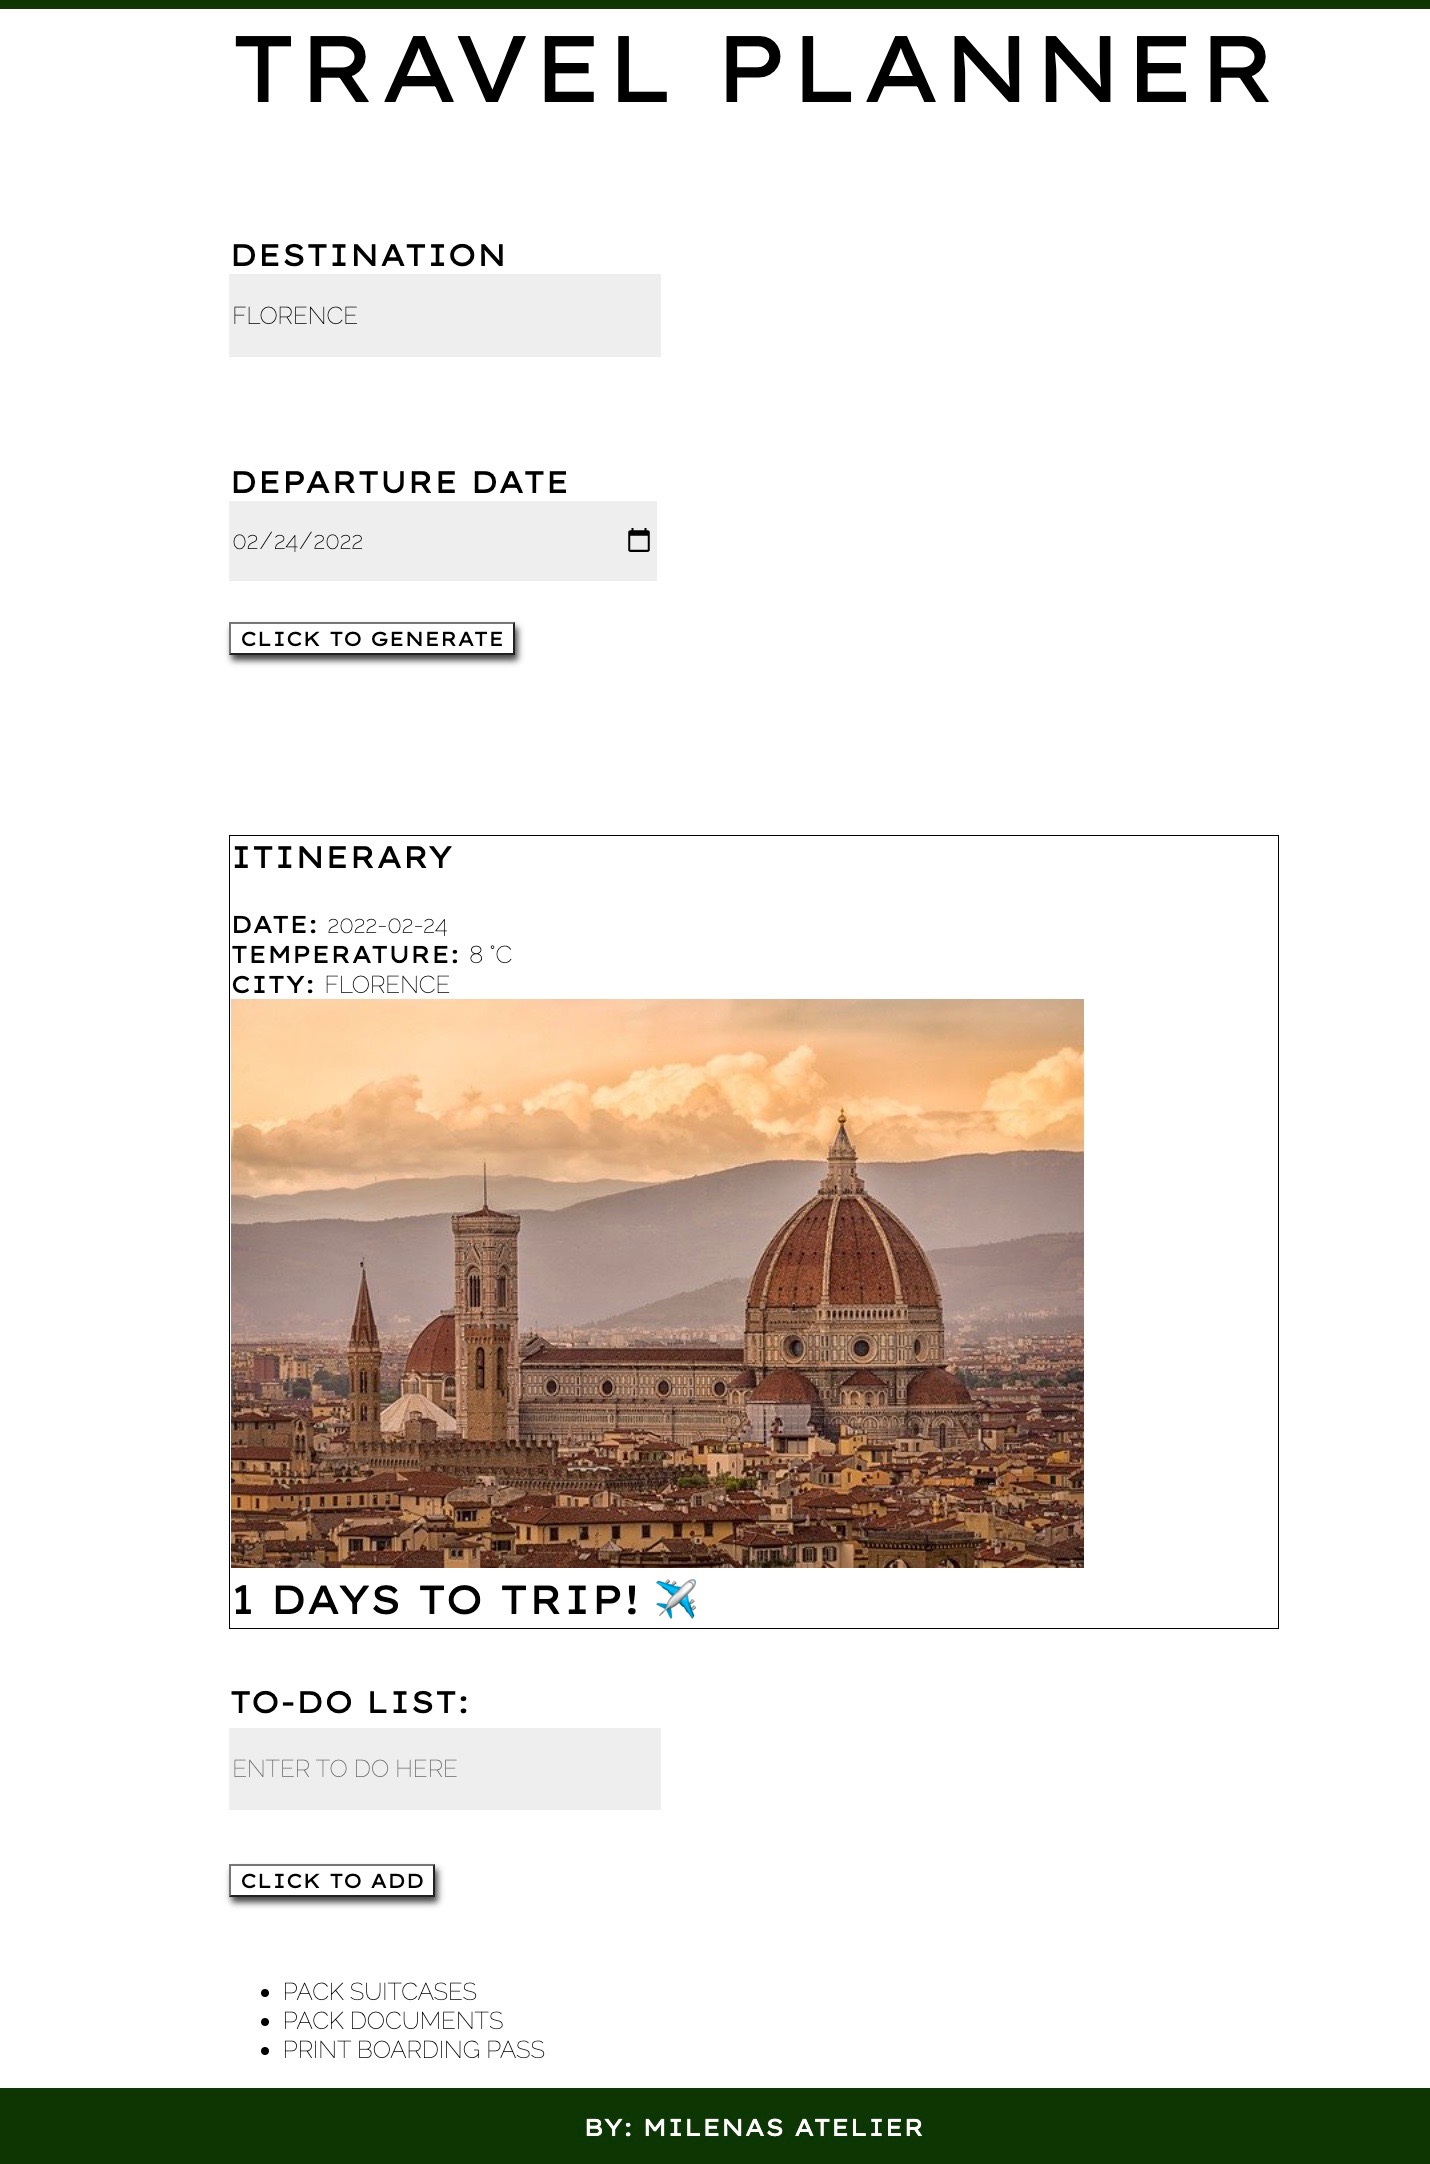 TRAVEL PLANNER
DESTINATION
FLORENCE
DEPARTURE DATE
02/24/2022
CLICK TO GENERATE
ITINERARY
DATE: 2022-02-24
TEMPERATURE: 8 °C
CITY: FLORENCE
1 DAYS TO TRIP! ✈️
TO-DO LIST:
ENTER TO DO HERE
CLICK TO ADD
• PACK SUITCASES
• PACK DOCUMENTS
• PRINT BOARDING PASS
BY: MILENAS ATELIER